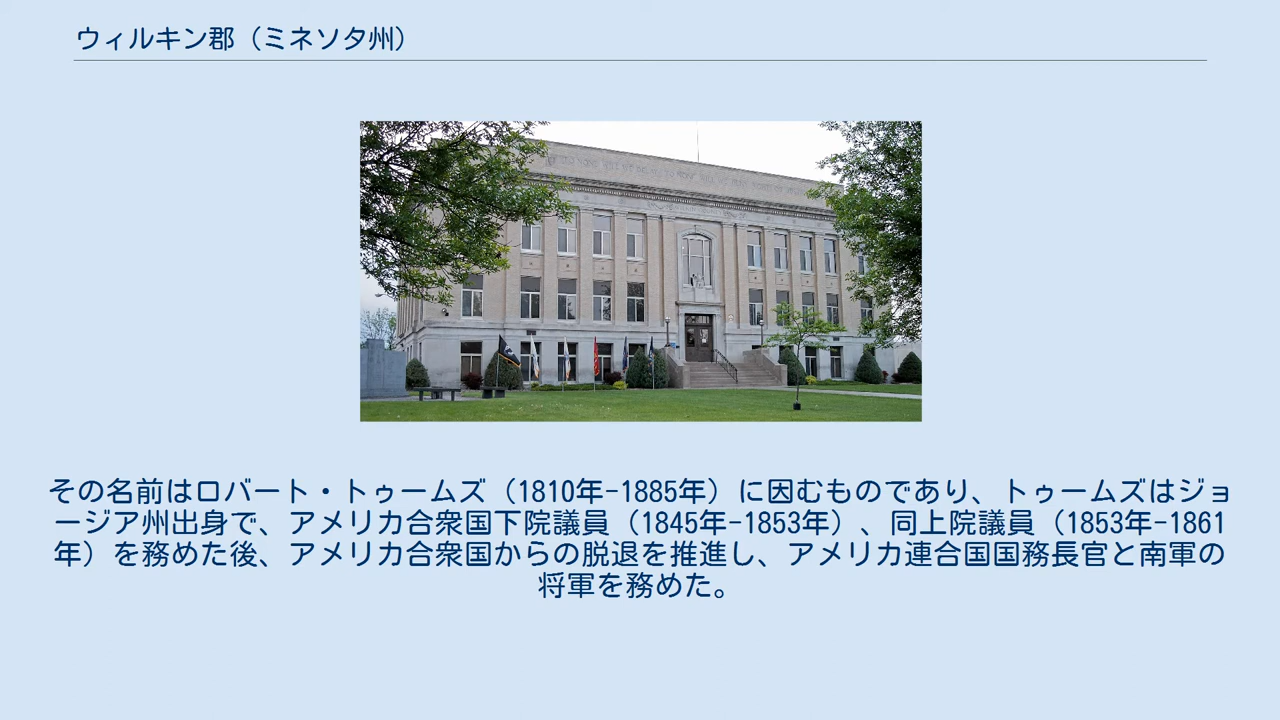 ウィルキン郡（ミネソタ州）
その名前はロバート・トゥームズ（1810年-1885年）に因むものであり、トゥームズはジョ
ージア州出身で、アメリカ合衆国下院議員（1845年-1853年）、同上院議員（1853年-1861
年）を務めた後、アメリカ合衆国からの脱退を推進し、アメリカ連合国国務長官と南軍の
将軍を務めた。